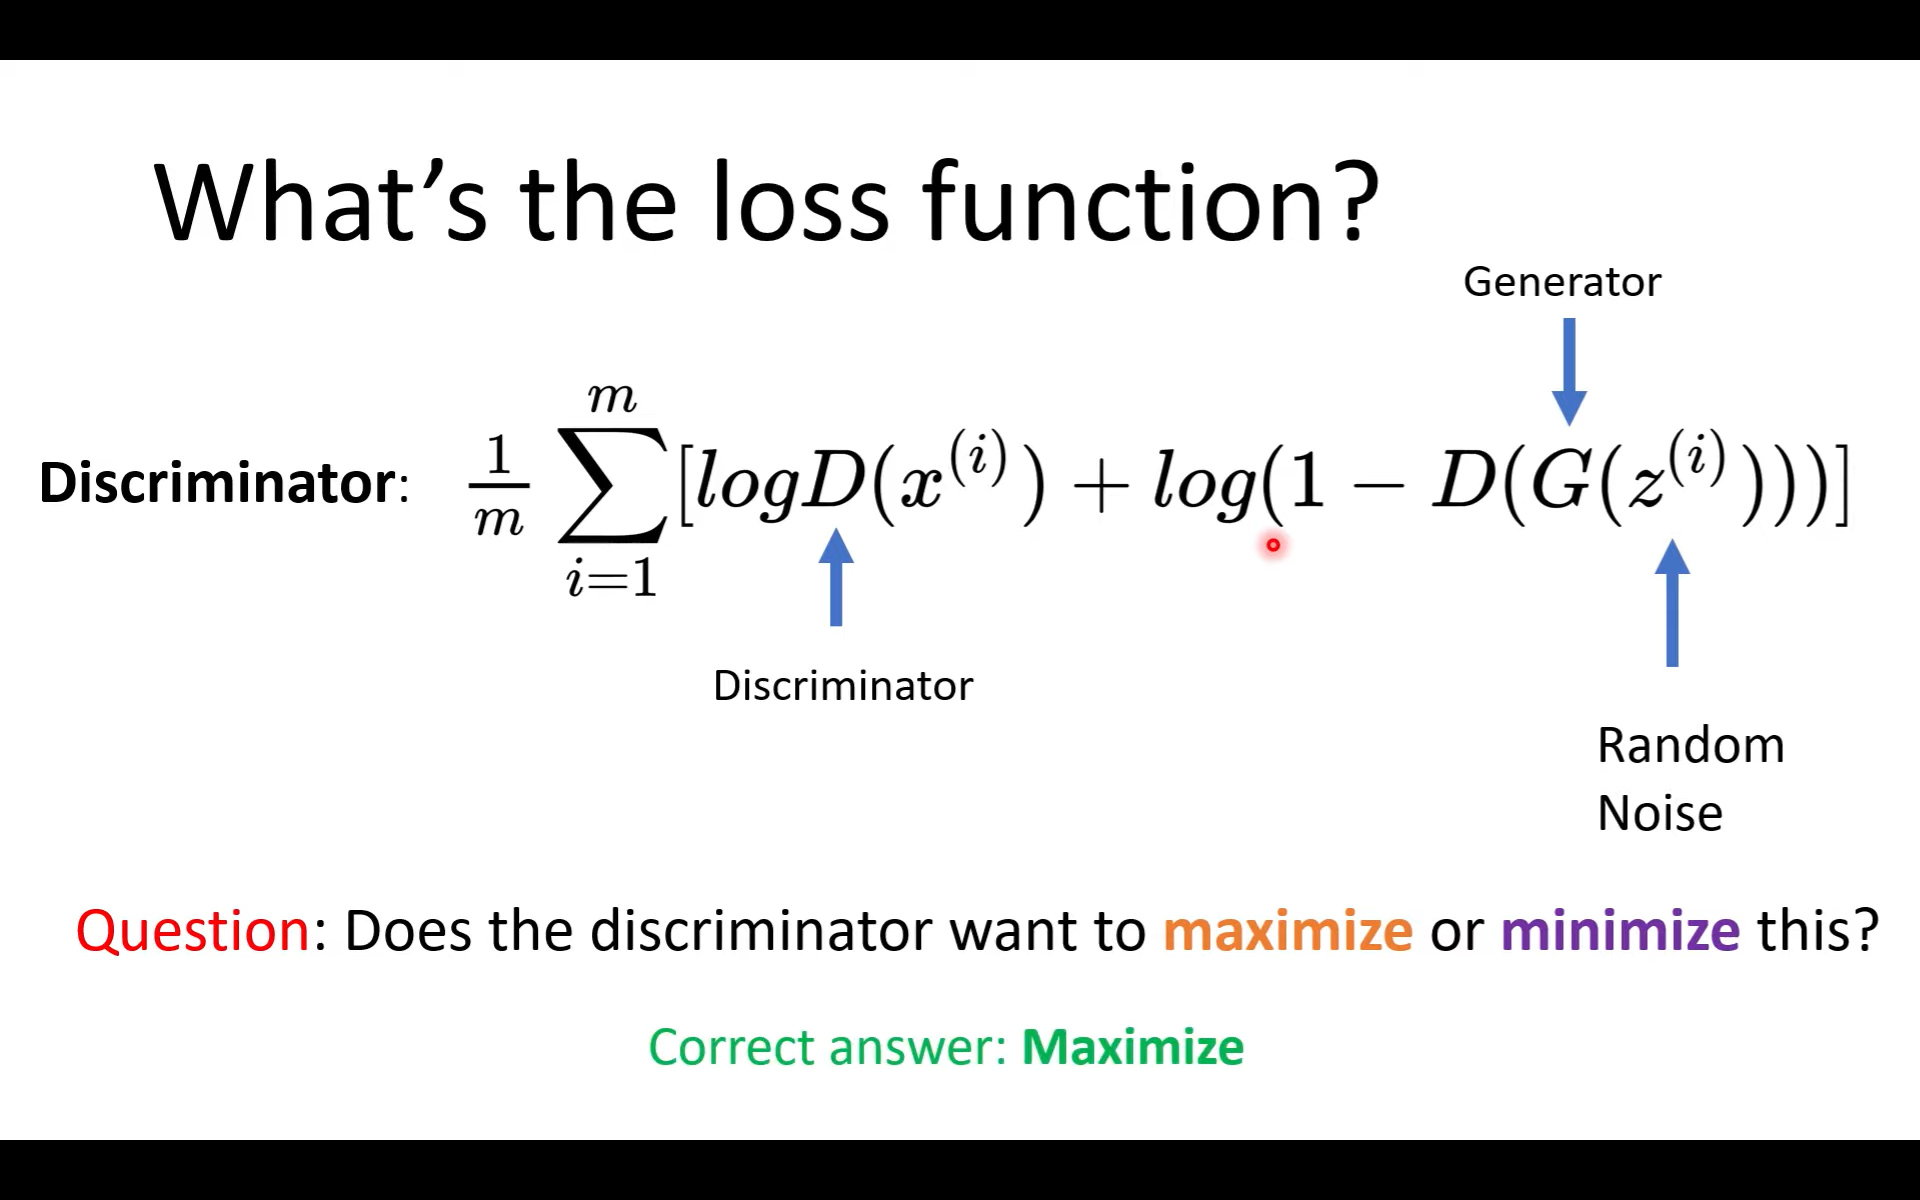 What's the loss function?
Generator
Discriminator: $\frac{1}{m} \sum_{i=1}^{m} [logD(x^{(i)}) + log(1 - D(G(z^{(i)})))]$
Discriminator
Random
Noise
Question: Does the discriminator want to maximize or minimize this?
Correct answer: Maximize